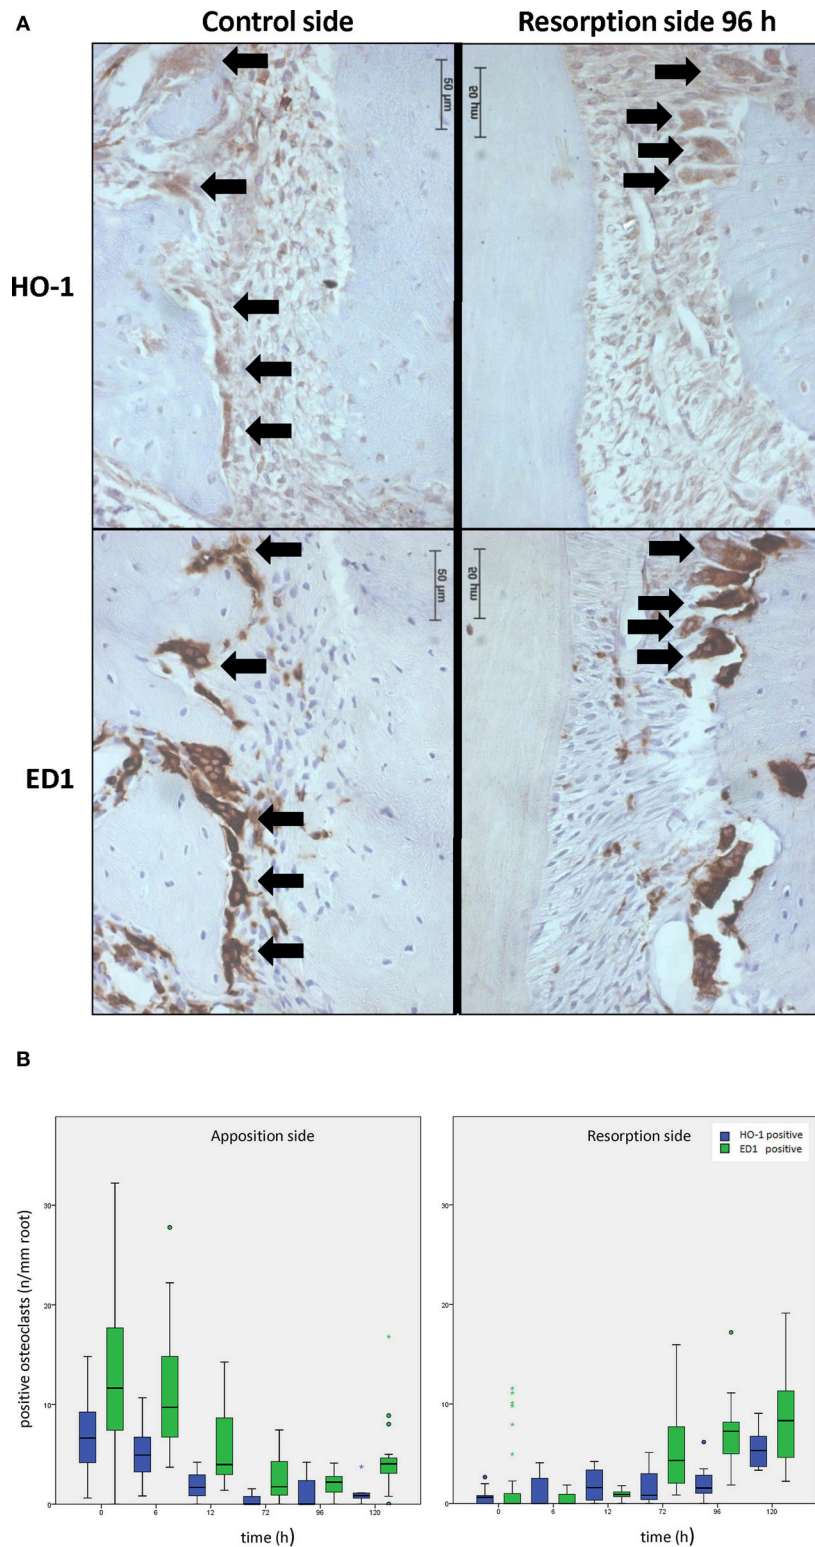 A
Control side
Resorption side 96 h
HO-1
50 µm
50 µm
ED1
50 µm
50 µm
B
Apposition side
Resorption side
HO-1 positive
ED1 positive
positive osteoclasts (n/mm root)
30
20
10
0
0 6 12 72 96 120
time (h)
30
20
10
0
0 6 12 72 96 120
time (h)